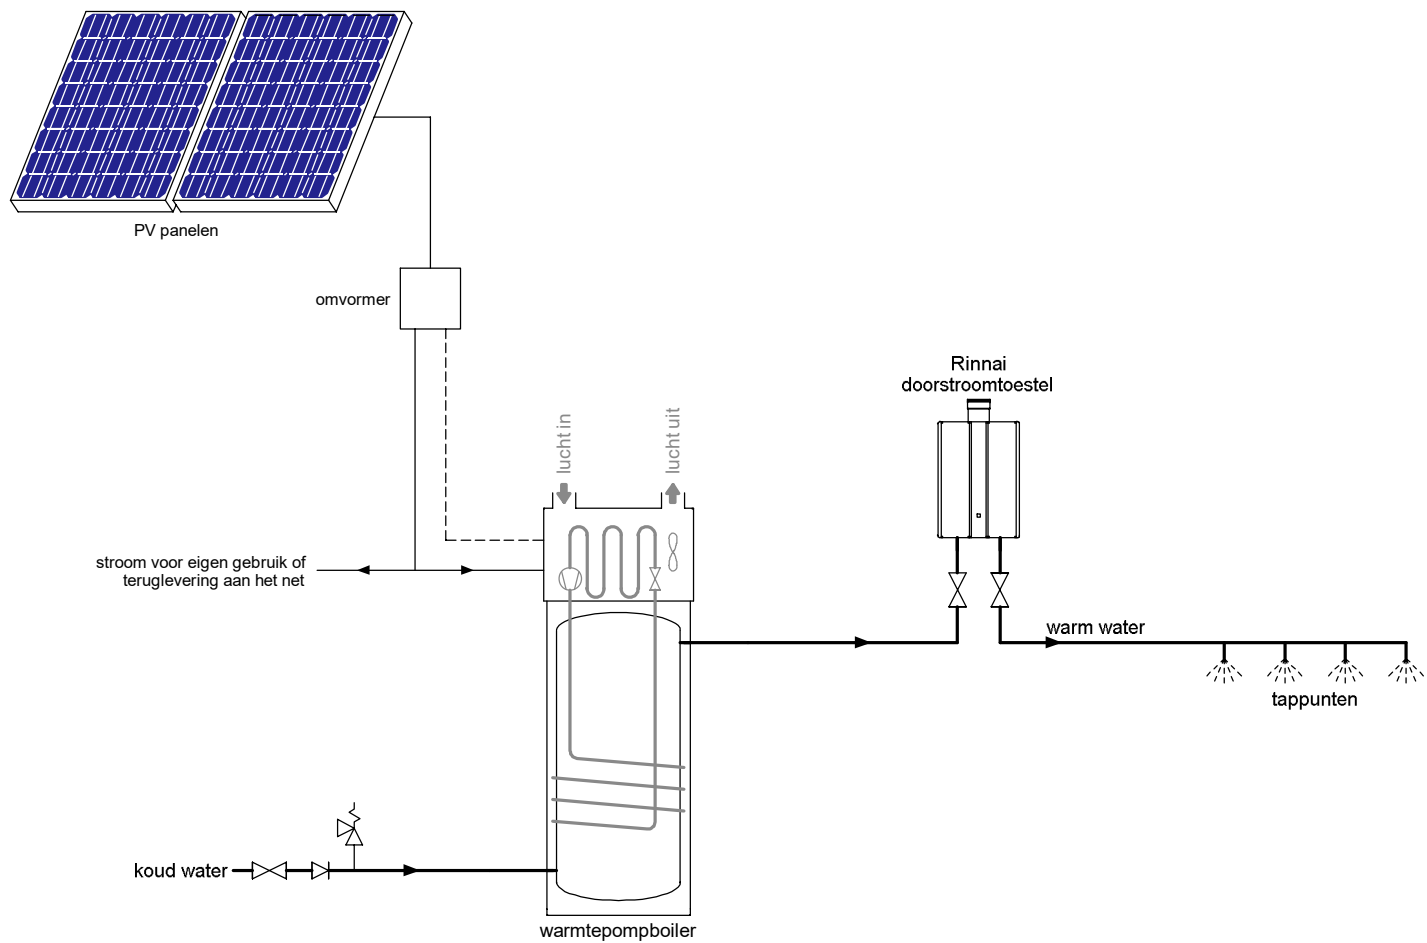 PV panelen
omvormer
Rinnai
doorstroomtoestel
lucht in
lucht uit
stroom voor eigen gebruik of
teruglevering aan het net
warm water
tappunten
koud water
warmtepompboiler